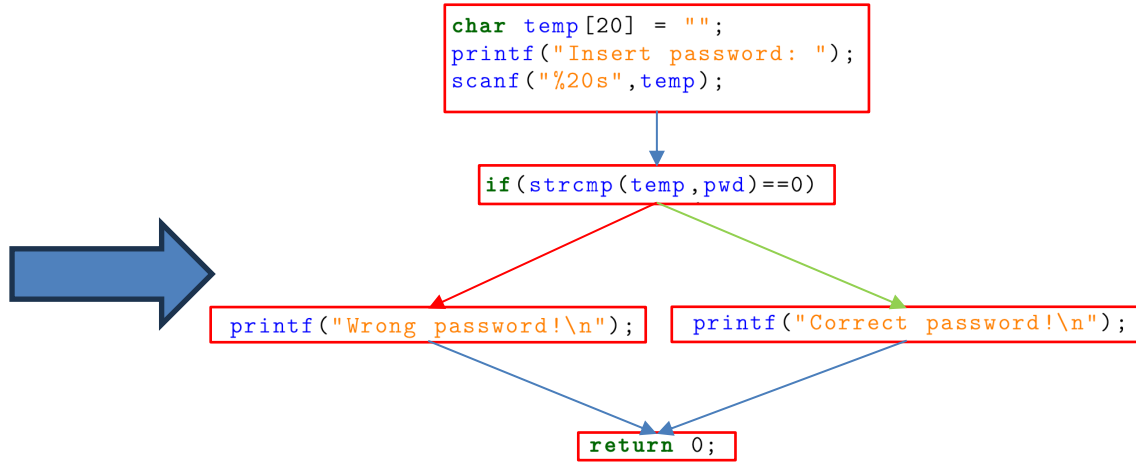 char temp[20] = "";
printf("Insert password: ");
scanf("%20s",temp);
if(strcmp(temp,pwd)==0)
printf("Wrong password!\n");
printf("Correct password!\n");
return 0;